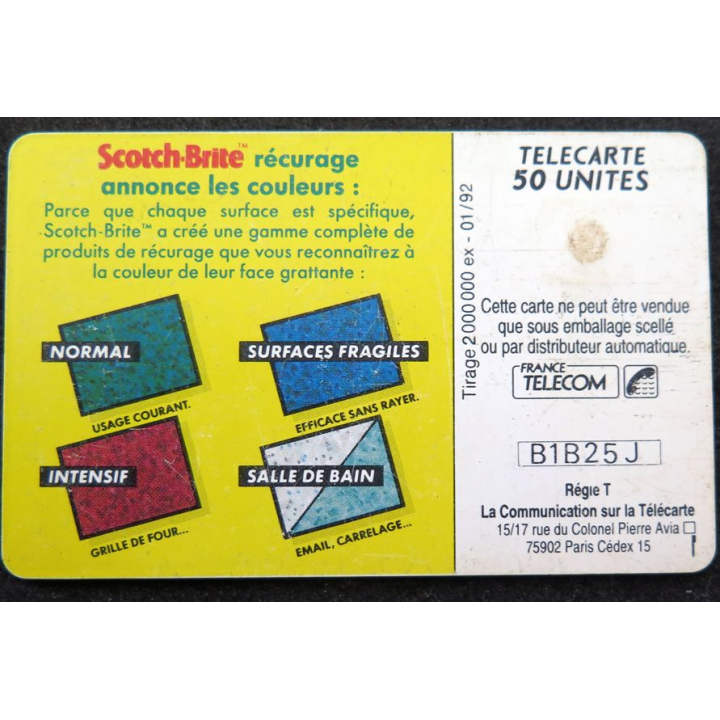 Scotch-Brite™ récurage
annonce les couleurs :
Parce que chaque surface est spécifique,
Scotch-Brite™ a créé une gamme complète de
produits de récurage que vous reconnaîtrez à
la couleur de leur face grattante :
NORMAL
USAGE COURANT.
SURFACES FRAGILES
EFFICACE SANS RAYER.
INTENSIF
GRILLE DE FOUR...
SALLE DE BAIN
EMAIL, CARRELAGE...
Tirage 2 000 000 ex - 01/92
TELECARTE
50 UNITES
Cette carte ne peut être vendue
que sous emballage scellé
ou par distributeur automatique.
FRANCE
TELECOM
B1B25J
Régie T
La Communication sur la Télécarte
15/17 rue du Colonel Pierre Avia
75902 Paris Cédex 15